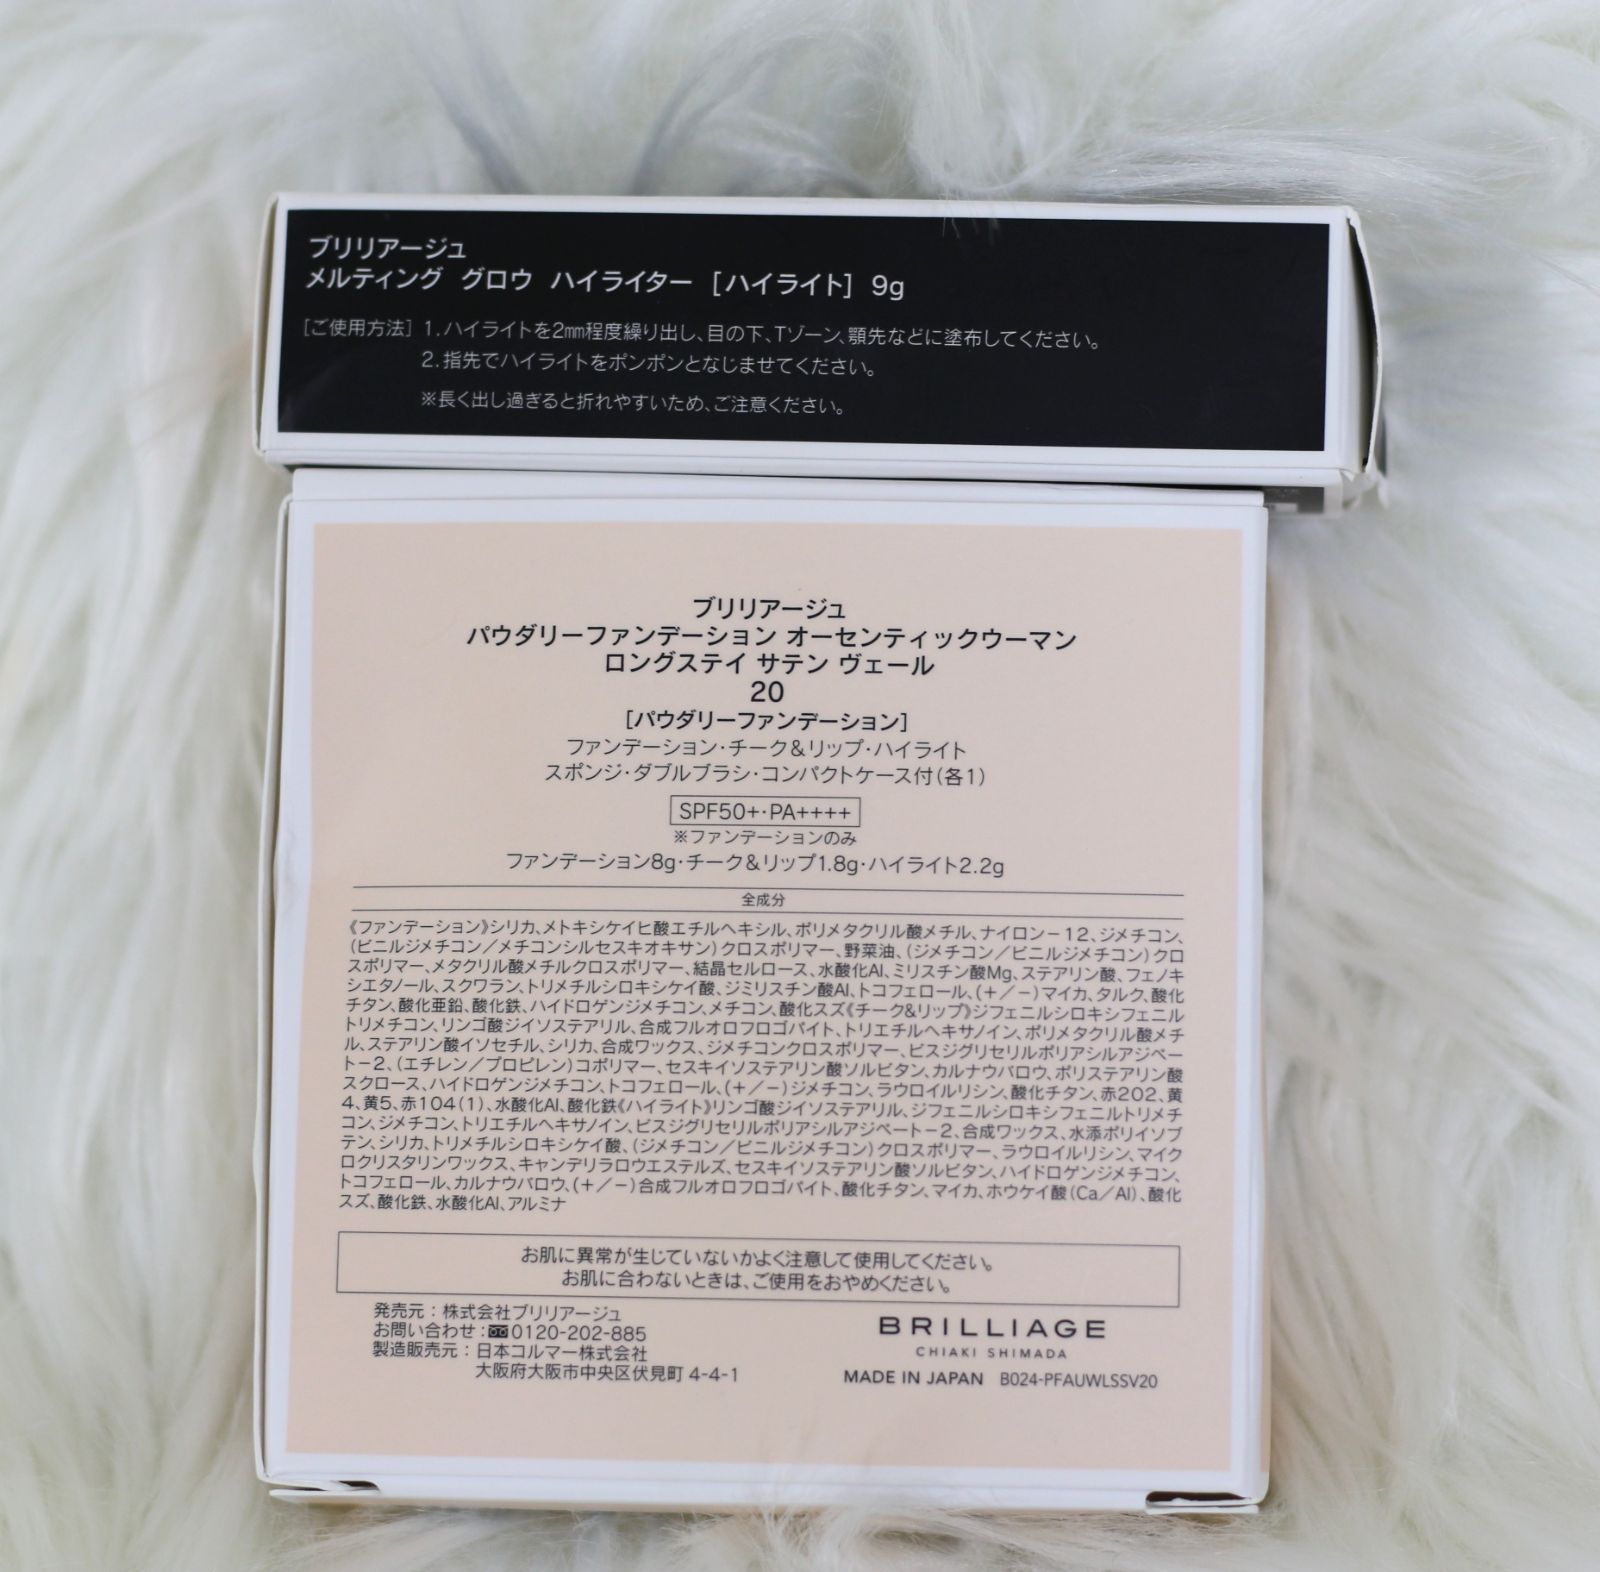 ブリリアージュ
メルティング グロウ ハイライター [ハイライト] 9g
[ご使用方法] 1.ハイライトを2㎜程度繰り出し、目の下、Tゾーン、顎先などに塗布してください。
2.指先でハイライトをポンポンとなじませてください。
※長く出し過ぎると折れやすいため、ご注意ください。
ブリリアージュ
パウダリーファンデーション オーセンティックウーマン
ロングステイ サテン ヴェール
20
[パウダリーファンデーション]
ファンデーション・チーク&リップ・ハイライト
スポンジ・ダブルブラシ・コンパクトケース付(各1)
SPF50+・PA++++
※ファンデーションのみ
ファンデーション8g・チーク&リップ1.8g・ハイライト2.2g
全成分
《ファンデーション》シリカ、メトキシケイヒ酸エチルヘキシル、ポリメタクリル酸メチル、ナイロン－12、ジメチコン、
(ビニルジメチコン／メチコンシルセスキオキサン)クロスポリマー、野菜油、(ジメチコン／ビニルジメチコン)クロ
スポリマー、メタクリル酸メチルクロスポリマー、結晶セルロース、水酸化Al、ミリスチン酸Mg、ステアリン酸、フェノキ
シエタノール、スクワラン、トリメチルシロキシケイ酸、ジミリスチン酸Al、トコフェロール、(＋／－)マイカ、タルク、酸化
チタン、酸化亜鉛、酸化鉄、ハイドロゲンジメチコン、メチコン、酸化スズ《チーク&リップ》ジフェニルシロキシフェニル
トリメチコン、リンゴ酸ジイソステアリル、合成フルオロフロゴパイト、トリエチルヘキサノイン、ポリメタクリル酸メチ
ル、ステアリン酸イソセチル、シリカ、合成ワックス、ジメチコンクロスポリマー、ビスジグリセリルポリアシルアジペー
ト－2、(エチレン／プロピレン)コポリマー、セスキイソステアリン酸ソルビタン、カルナウバロウ、ポリステアリン酸
スクロース、ハイドロゲンジメチコン、トコフェロール、(＋／－)ジメチコン、ラウロイルリシン、酸化チタン、赤202、黄
4、黄5、赤104(1)、水酸化Al、酸化鉄《ハイライト》リンゴ酸ジイソステアリル、ジフェニルシロキシフェニルトリメチ
コン、ジメチコン、トリエチルヘキサノイン、ビスジグリセリルポリアシルアジペート－2、合成ワックス、水添ポリイソブ
テン、シリカ、トリメチルシロキシケイ酸、(ジメチコン／ビニルジメチコン)クロスポリマー、ラウロイルリシン、マイク
ロクリスタリンワックス、キャンデリラロウエステルズ、セスキイソステアリン酸ソルビタン、ハイドロゲンジメチコン、
トコフェロール、カルナウバロウ、(＋／－)合成フルオロフロゴパイト、酸化チタン、マイカ、ホウケイ酸(Ca／Al)、酸化
スズ、酸化鉄、水酸化Al、アルミナ
お肌に異常が生じていないかよく注意して使用してください。
お肌に合わないときは、ご使用をおやめください。
発売元：株式会社ブリリアージュ
お問い合わせ：0120-202-885
製造販売元：日本コルマー株式会社
大阪府大阪市中央区伏見町 4-4-1
BRILLIAGE
CHIAKI SHIMADA
MADE IN JAPAN B024-PFAUWLSSV20